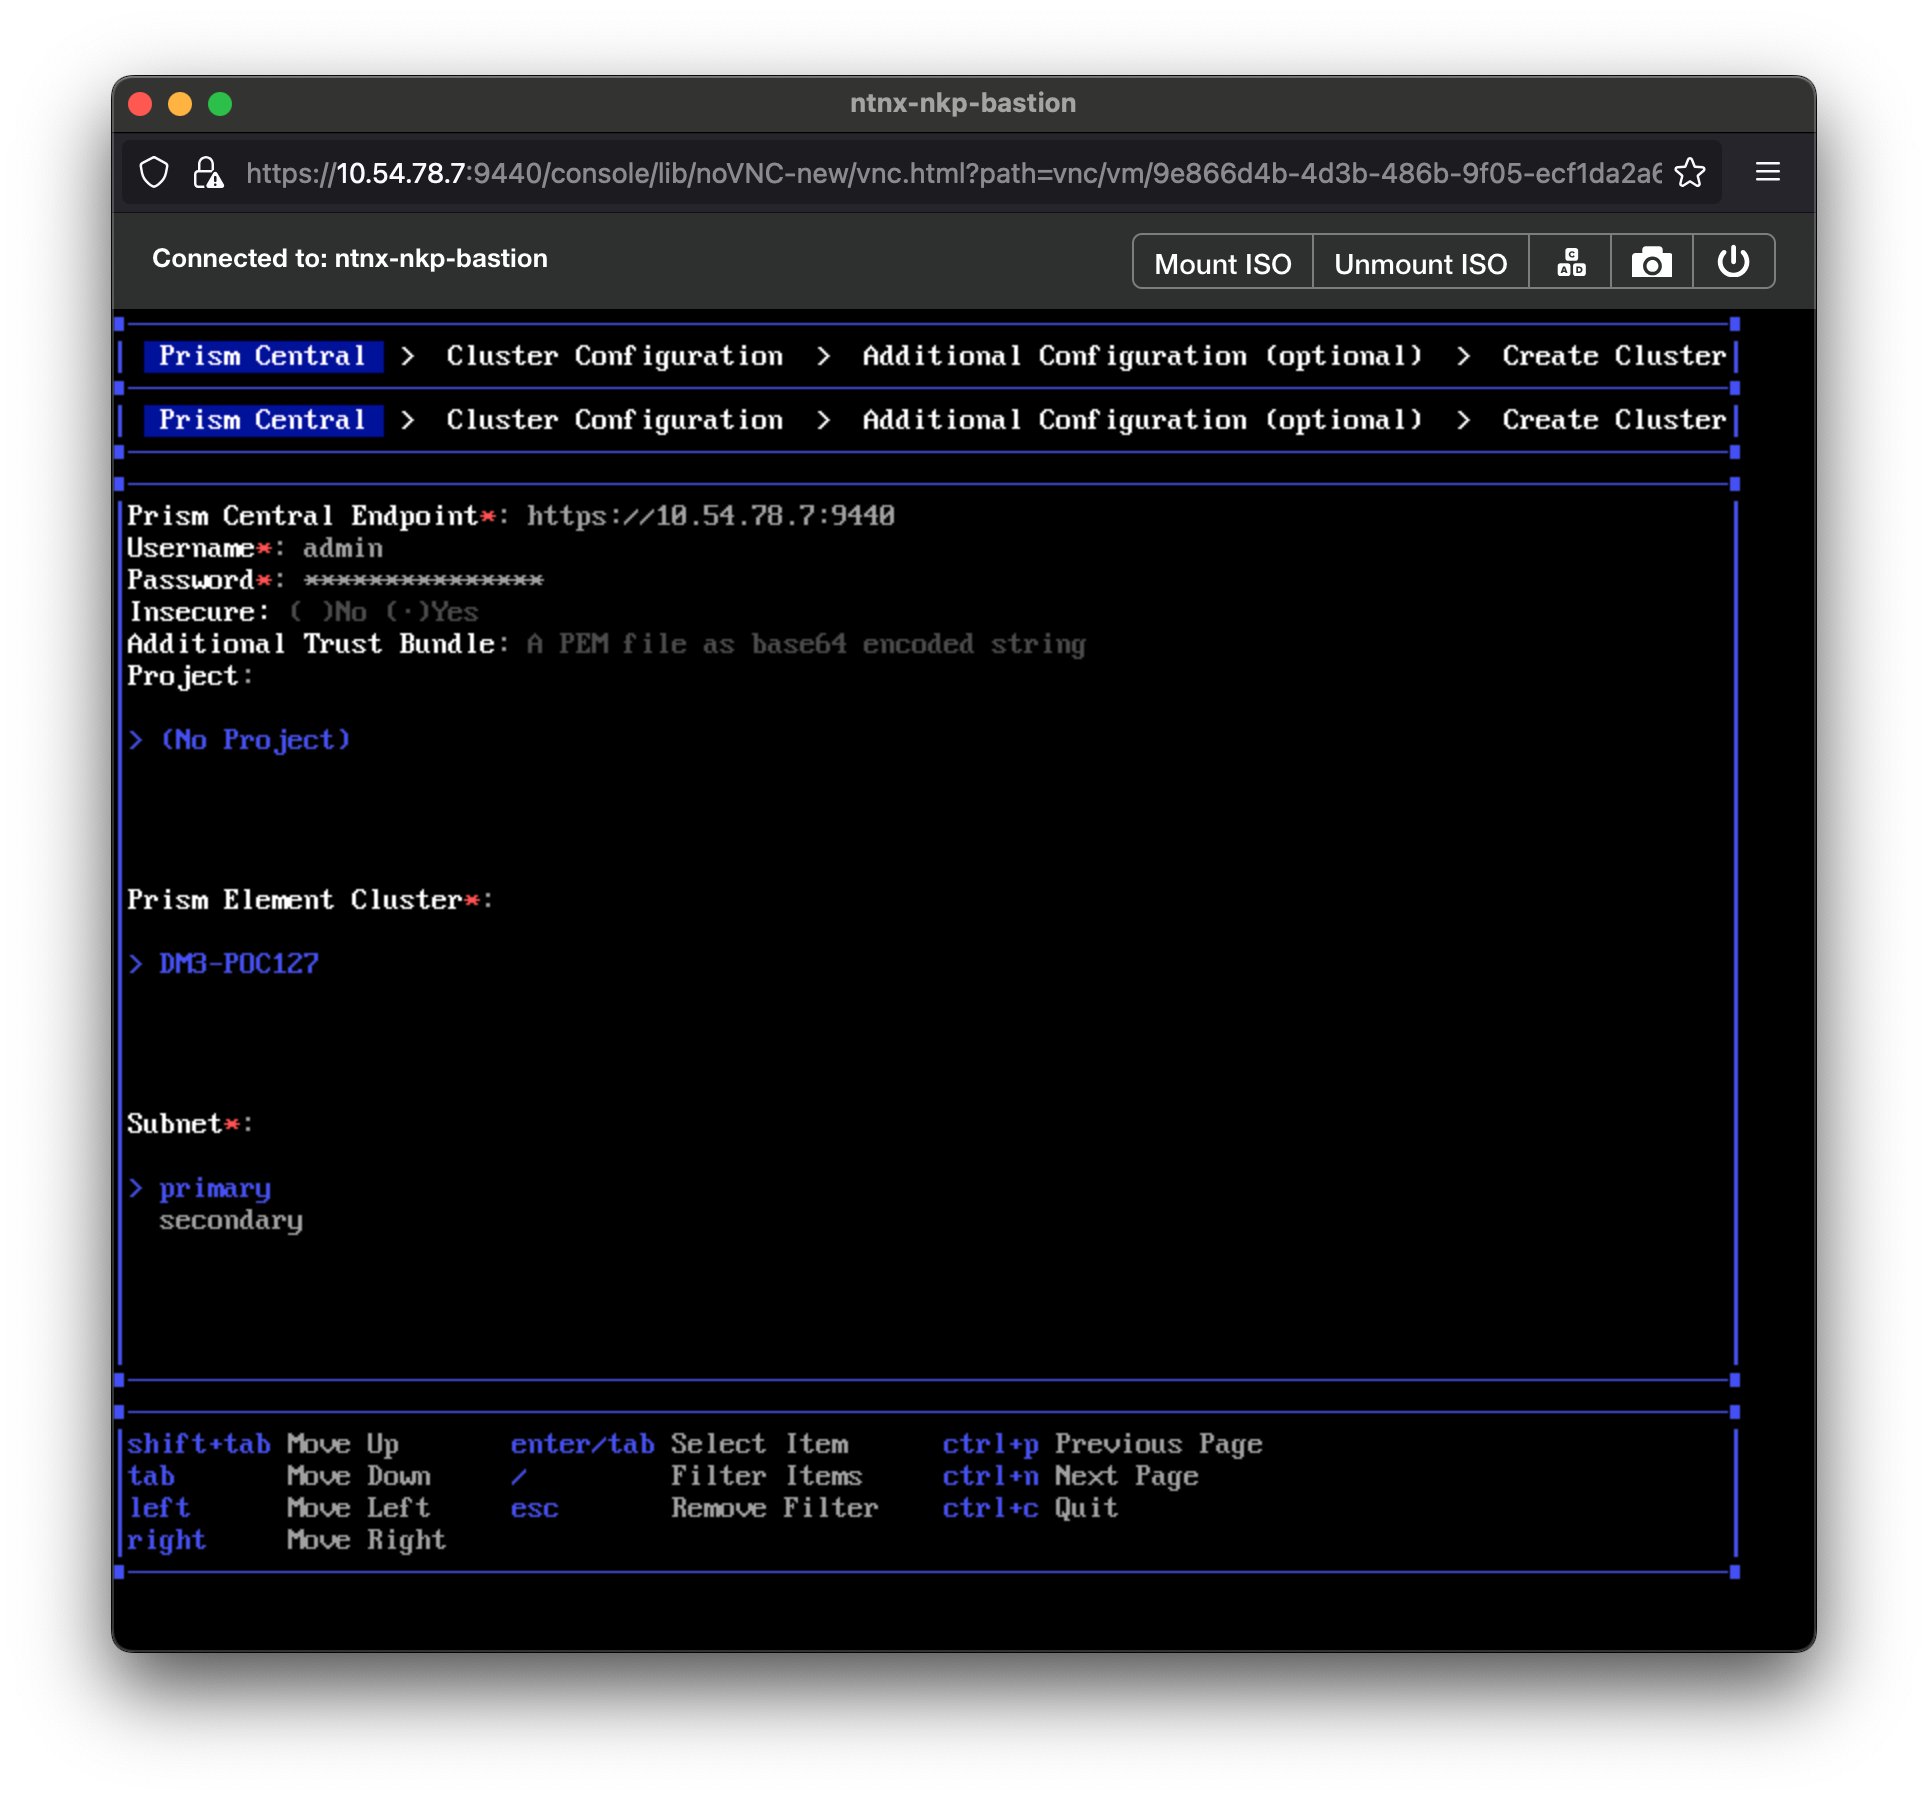 ntnx-nkp-bastion
https://10.54.78.7:9440/console/lib/noVNC-new/vnc.html?path=vnc/vm/9e866d4b-4d3b-486b-9f05-ecf1da2a6
Connected to: ntnx-nkp-bastion
Mount ISO Unmount ISO C A D
Prism Central > Cluster Configuration > Additional Configuration (optional) > Create Cluster
Prism Central > Cluster Configuration > Additional Configuration (optional) > Create Cluster
Prism Central Endpoint*: https://10.54.78.7:9440
Username*: admin
Password*: ***************
Insecure: ( )No (·)Yes
Additional Trust Bundle: A PEM file as base64 encoded string
Project:
> (No Project)
Prism Element Cluster*:
> DM3-POC127
Subnet*:
> primary
secondary
shift+tab Move Up enter/tab Select Item ctrl+p Previous Page
tab Move Down / Filter Items ctrl+n Next Page
left Move Left esc Remove Filter ctrl+c Quit
right Move Right